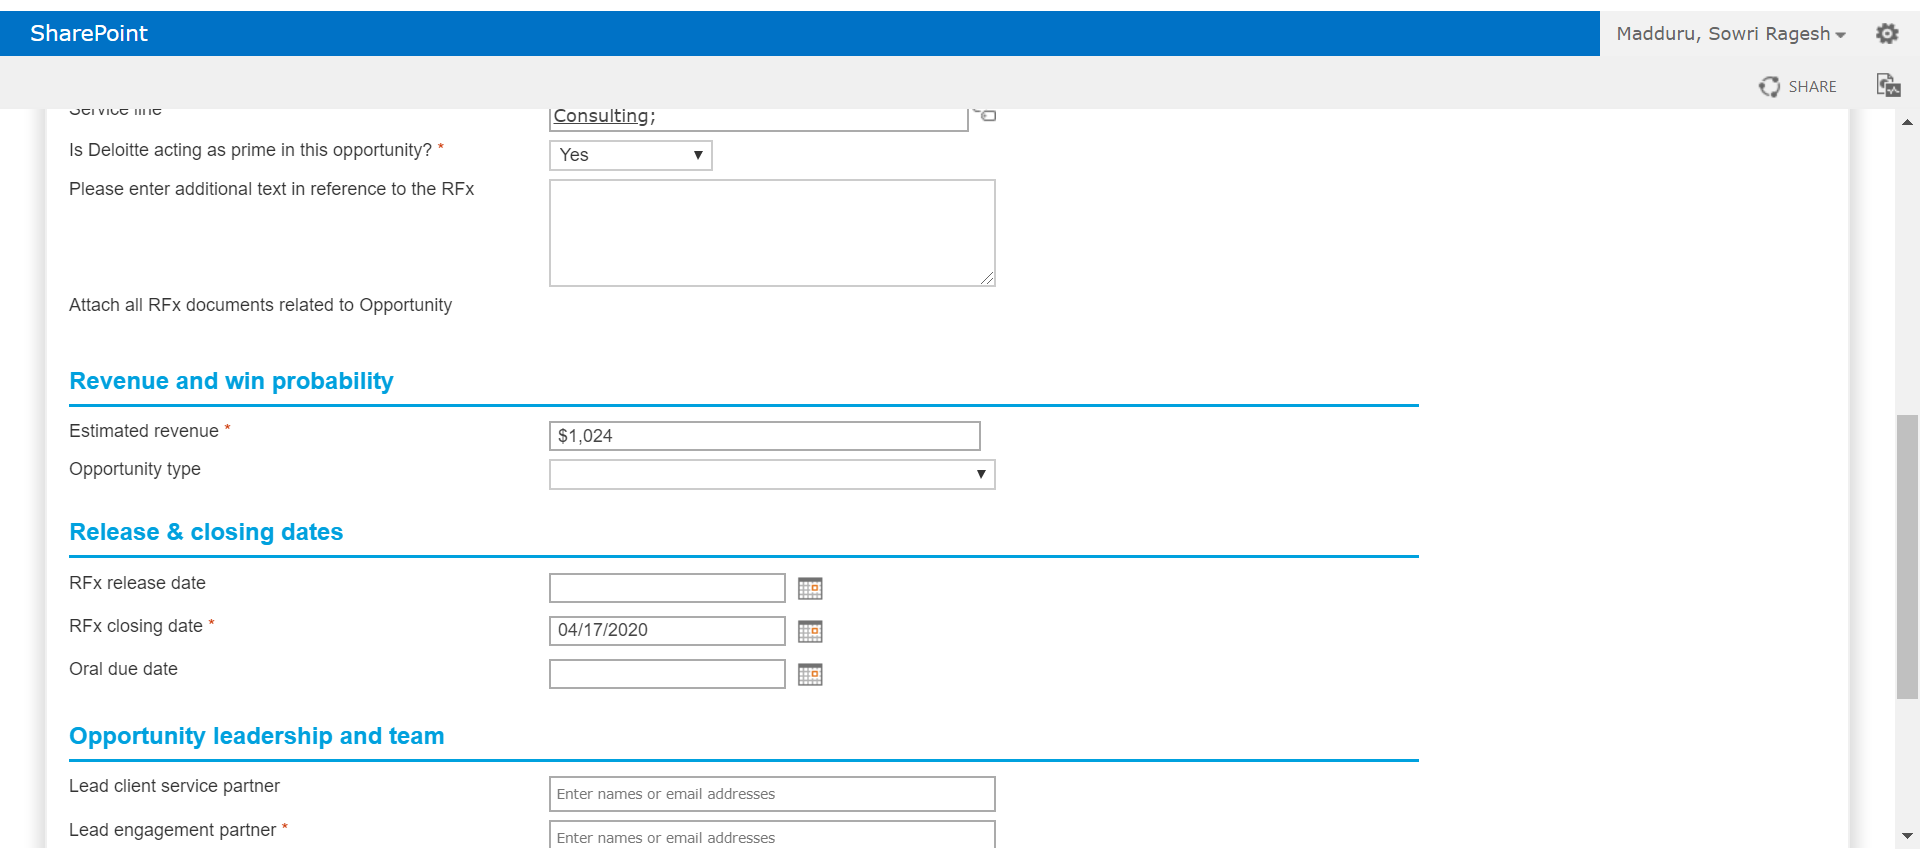 SharePoint
Madduru, Sowri Ragesh
SHARE
Service line
Consulting;
Is Deloitte acting as prime in this opportunity? *
Yes
Please enter additional text in reference to the RFx
Attach all RFx documents related to Opportunity
Revenue and win probability
Estimated revenue *
$1,024
Opportunity type
Release & closing dates
RFx release date
RFx closing date *
04/17/2020
Oral due date
Opportunity leadership and team
Lead client service partner
Enter names or email addresses
Lead engagement partner *
Enter names or email addresses